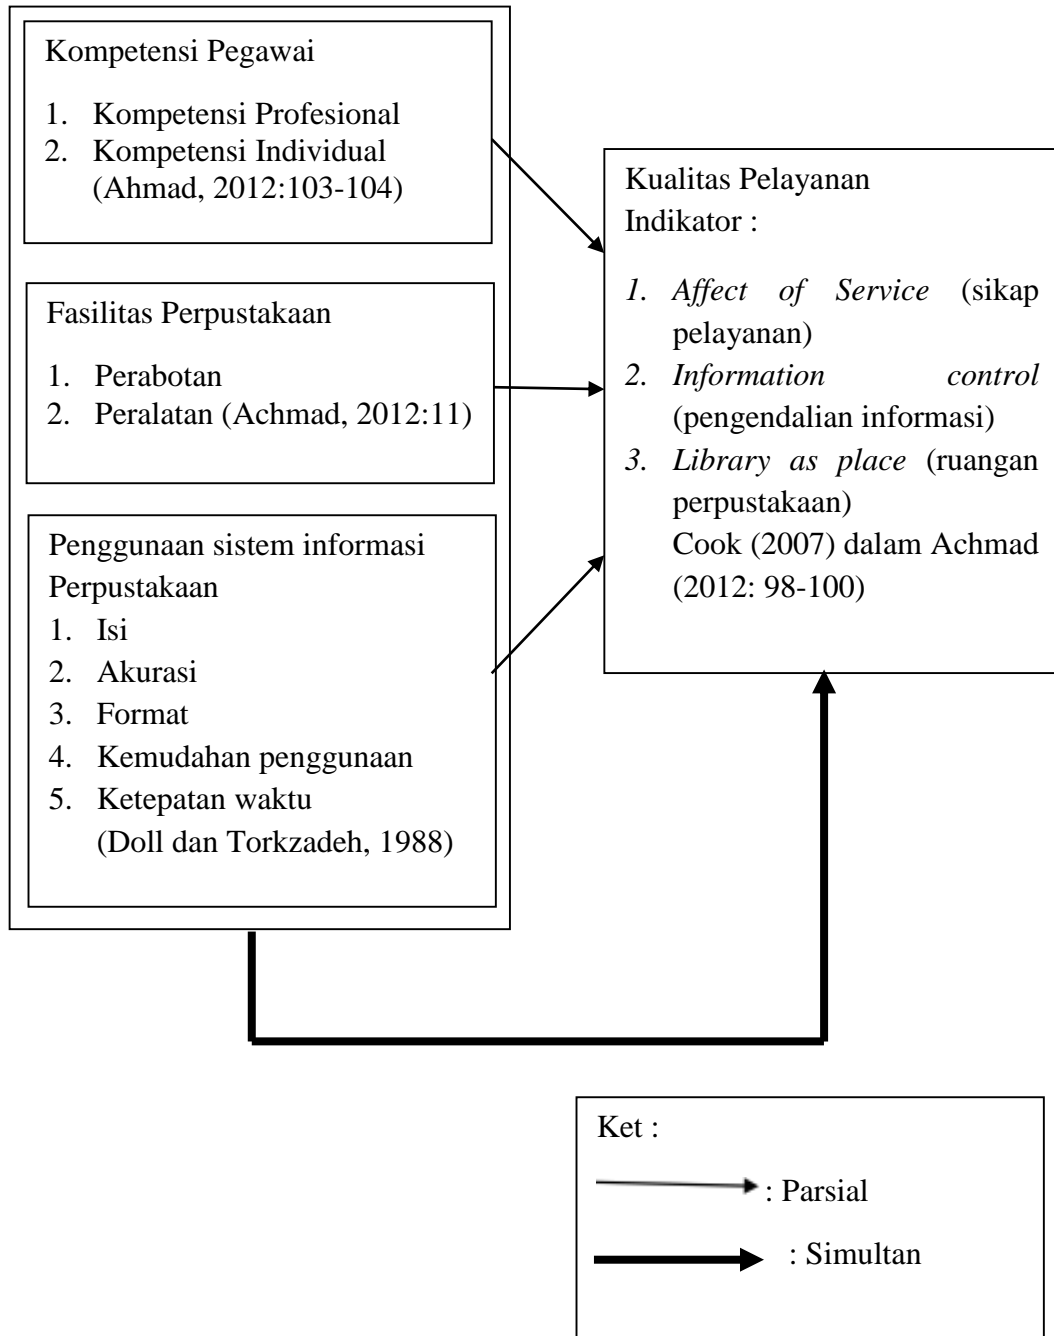 Kompetensi Pegawai
1. Kompetensi Profesional
2. Kompetensi Individual
(Ahmad, 2012:103-104)
Fasilitas Perpustakaan
1. Perabotan
2. Peralatan (Achmad, 2012:11)
Penggunaan sistem informasi
Perpustakaan
1. Isi
2. Akurasi
3. Format
4. Kemudahan penggunaan
5. Ketepatan waktu
(Doll dan Torkzadeh, 1988)
Kualitas Pelayanan
Indikator :
1. Affect of Service (sikap
pelayanan)
2. Information control
(pengendalian informasi)
3. Library as place (ruangan
perpustakaan)
Cook (2007) dalam Achmad
(2012: 98-100)
Ket :
: Parsial
: Simultan